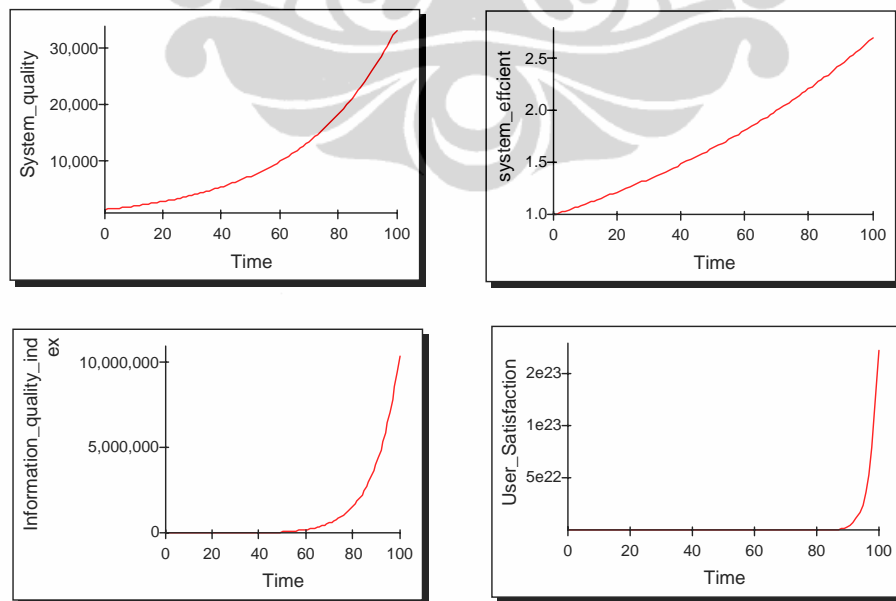 System_quality
30,000
20,000
10,000
0 20 40 60 80 100
Time
system_effcient
2.5
2.0
1.5
1.0
0 20 40 60 80 100
Time
Information_quality_ind
ex
10,000,000
5,000,000
0
0 20 40 60 80 100
Time
User_Satisfaction
2e23
1e23
5e22
0 20 40 60 80 100
Time